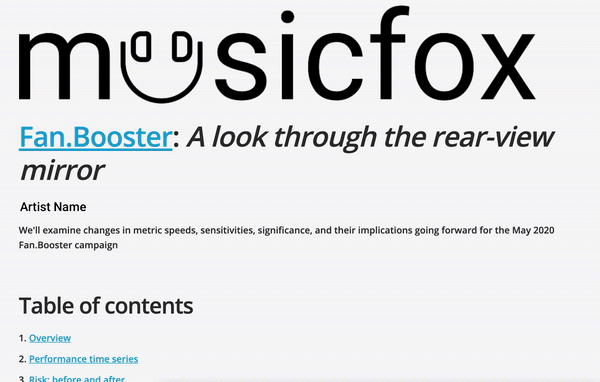 musicfox
Fan.Booster: A look through the rear-view
mirror
Artist Name
We'll examine changes in metric speeds, sensitivities, significance, and their implications going forward for the May 2020
Fan.Booster campaign
Table of contents
1. Overview
2. Performance time series
3. Risk: before and after